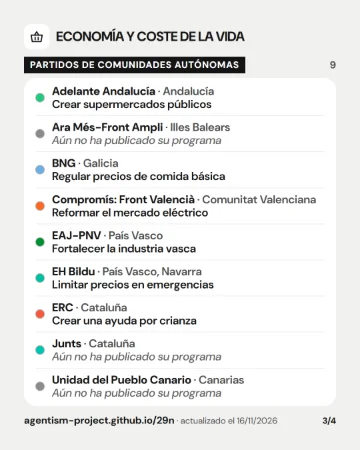 ECONOMÍA Y COSTE DE LA VIDA
PARTIDOS DE COMUNIDADES AUTÓNOMAS 9
Adelante Andalucía · Andalucía
Crear supermercados públicos
Ara Més-Front Ampli · Illes Balears
Aún no ha publicado su programa
BNG · Galicia
Regular precios de comida básica
Compromís: Front Valencià · Comunitat Valenciana
Reformar el mercado eléctrico
EAJ-PNV · País Vasco
Fortalecer la industria vasca
EH Bildu · País Vasco, Navarra
Limitar precios en emergencias
ERC · Cataluña
Crear una ayuda por crianza
Junts · Cataluña
Aún no ha publicado su programa
Unidad del Pueblo Canario · Canarias
Aún no ha publicado su programa
agentism-project.github.io/29n · actualizado el 16/11/2026 3/4